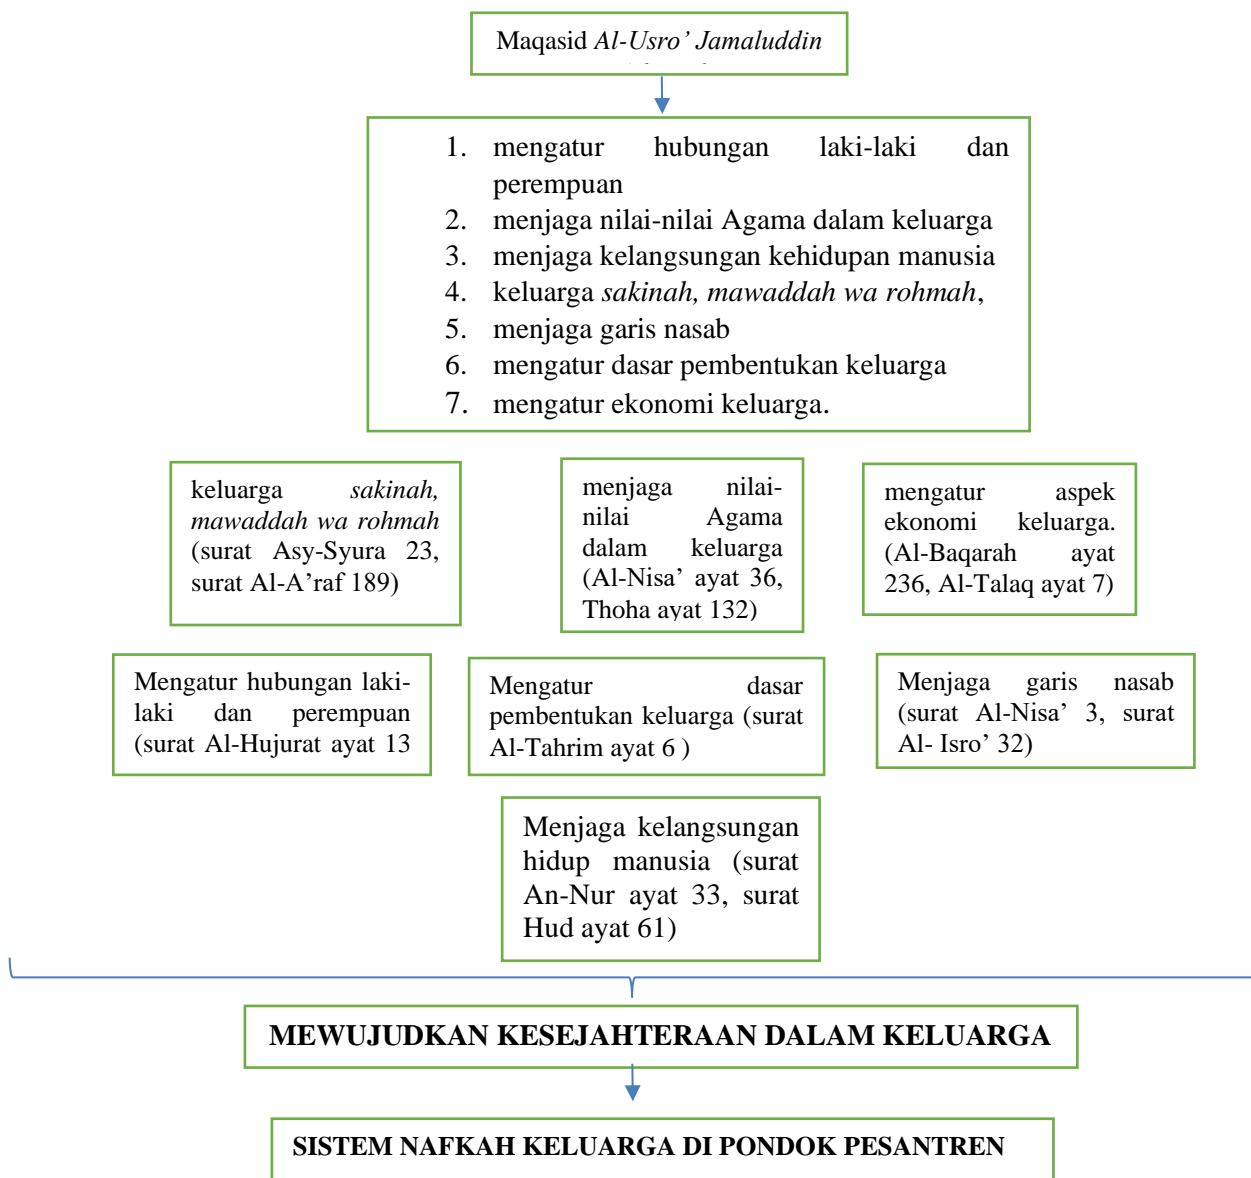 Maqasid Al-Usro’ Jamaluddin
1. mengatur hubungan laki-laki dan
perempuan
2. menjaga nilai-nilai Agama dalam keluarga
3. menjaga kelangsungan kehidupan manusia
4. keluarga sakinah, mawaddah wa rohmah,
5. menjaga garis nasab
6. mengatur dasar pembentukan keluarga
7. mengatur ekonomi keluarga.
keluarga sakinah,
mawaddah wa rohmah
(surat Asy-Syura 23,
surat Al-A’raf 189)
menjaga nilai-
nilai Agama
dalam keluarga
(Al-Nisa’ ayat 36,
Thoha ayat 132)
mengatur aspek
ekonomi keluarga.
(Al-Baqarah ayat
236, Al-Talaq ayat 7)
Mengatur hubungan laki-
laki dan perempuan
(surat Al-Hujurat ayat 13
Mengatur dasar
pembentukan keluarga (surat
Al-Tahrim ayat 6 )
Menjaga garis nasab
(surat Al-Nisa’ 3, surat
Al- Isro’ 32)
Menjaga kelangsungan
hidup manusia (surat
An-Nur ayat 33, surat
Hud ayat 61)
MEWUJUDKAN KESEJAHTERAAN DALAM KELUARGA
SISTEM NAFKAH KELUARGA DI PONDOK PESANTREN